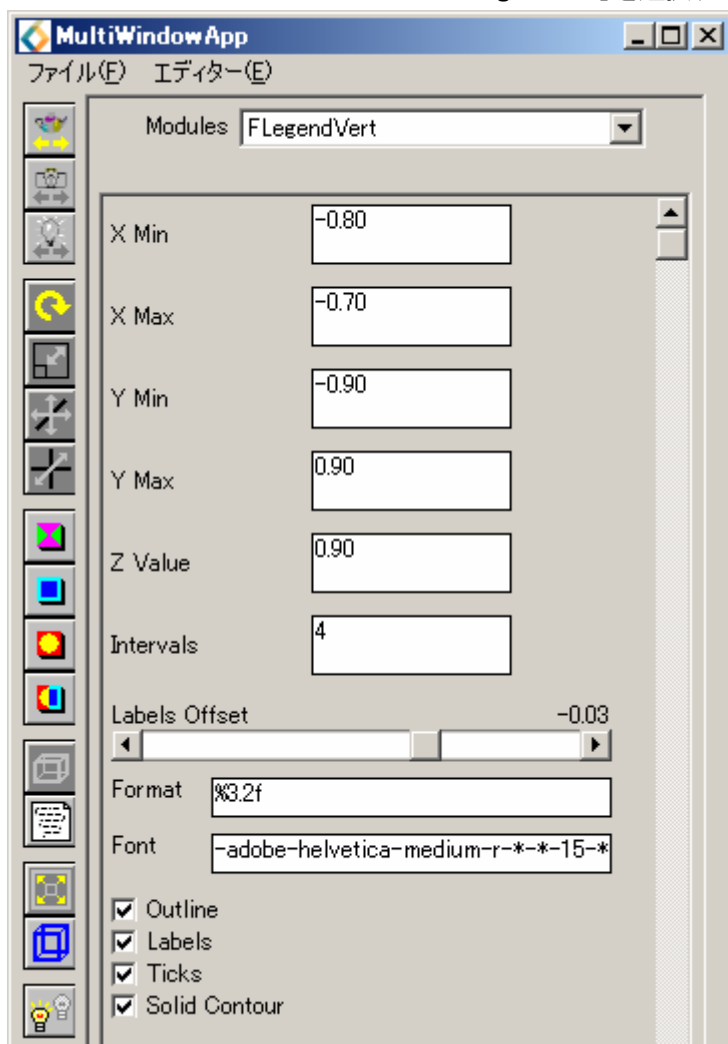 MultiWindowApp
ファイル(F) エディター(E)
Modules FLegendVert
X Min -0.80
X Max -0.70
Y Min -0.90
Y Max 0.90
Z Value 0.90
Intervals 4
Labels Offset -0.03
Format %3.2f
Font -adobe-helvetica-medium-r-*-*-15-*
Outline
Labels
Ticks
Solid Contour